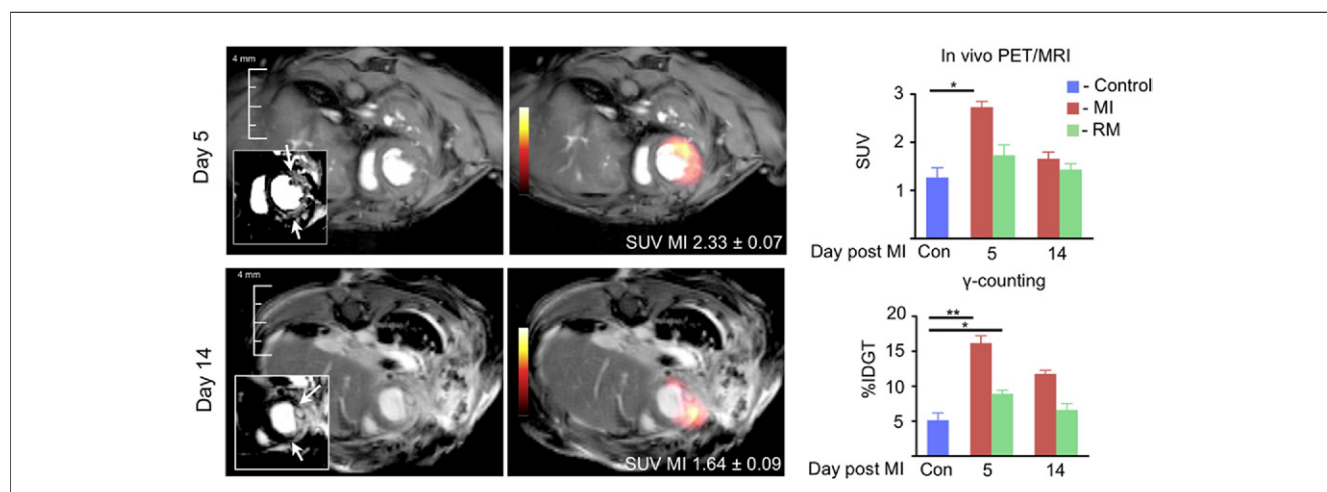 Day 5
4 mm
SUV MI 2.33 ± 0.07
Day 14
4 mm
SUV MI 1.64 ± 0.09
In vivo PET/MRI
- Control
- MI
- RM
SUV
3
2
1
Day post MI Con 5 14
γ-counting
%IDGT
20
15
10
5
* 
**
*
Day post MI Con 5 14